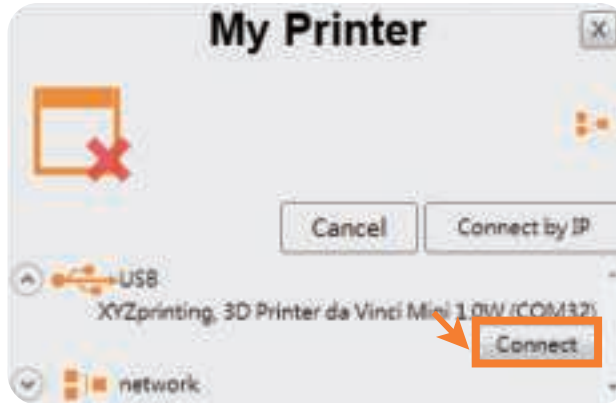 My Printer
Cancel
Connect by IP
USB
XYZprinting, 3D Printer da Vinci Mini 1.0W (COM32)
Connect
network